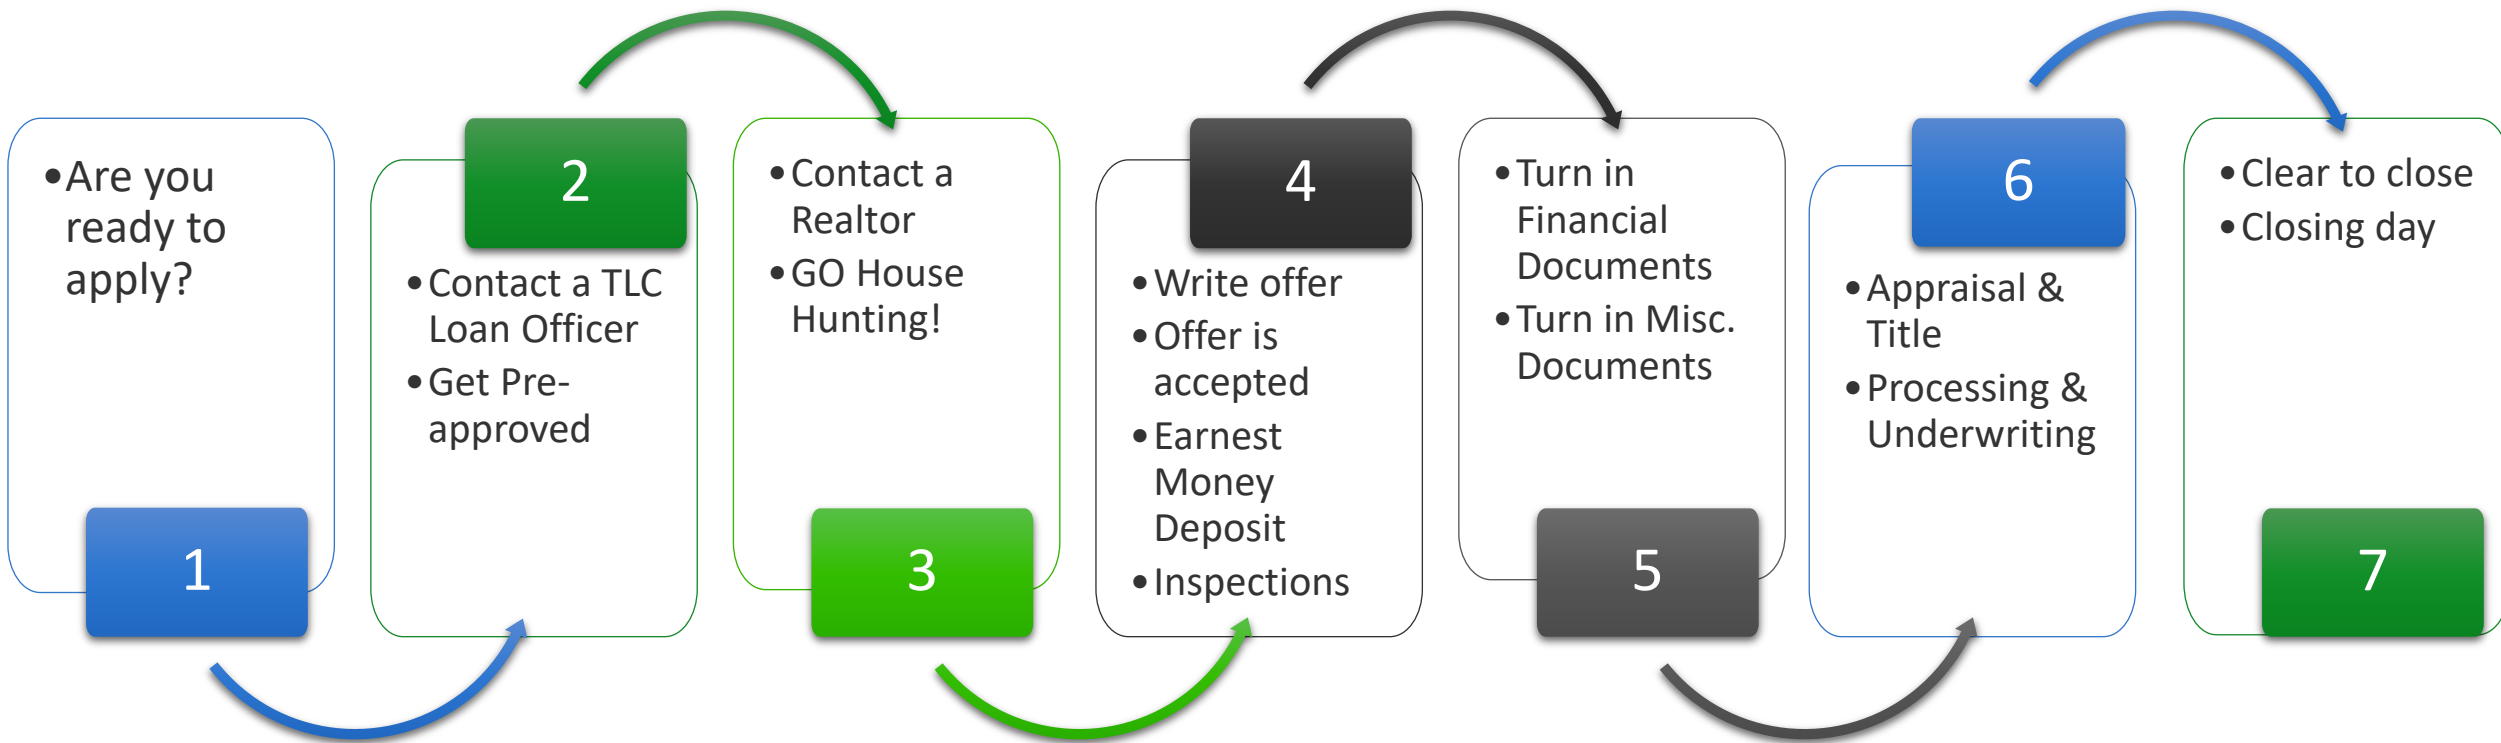 •Are you
ready to
apply?
1
2
•Contact a TLC
Loan Officer
•Get Pre-
approved
•Contact a
Realtor
•GO House
Hunting!
3
4
•Write offer
•Offer is
accepted
•Earnest
Money
Deposit
•Inspections
•Turn in
Financial
Documents
•Turn in Misc.
Documents
5
6
•Appraisal &
Title
•Processing &
Underwriting
•Clear to close
•Closing day
7